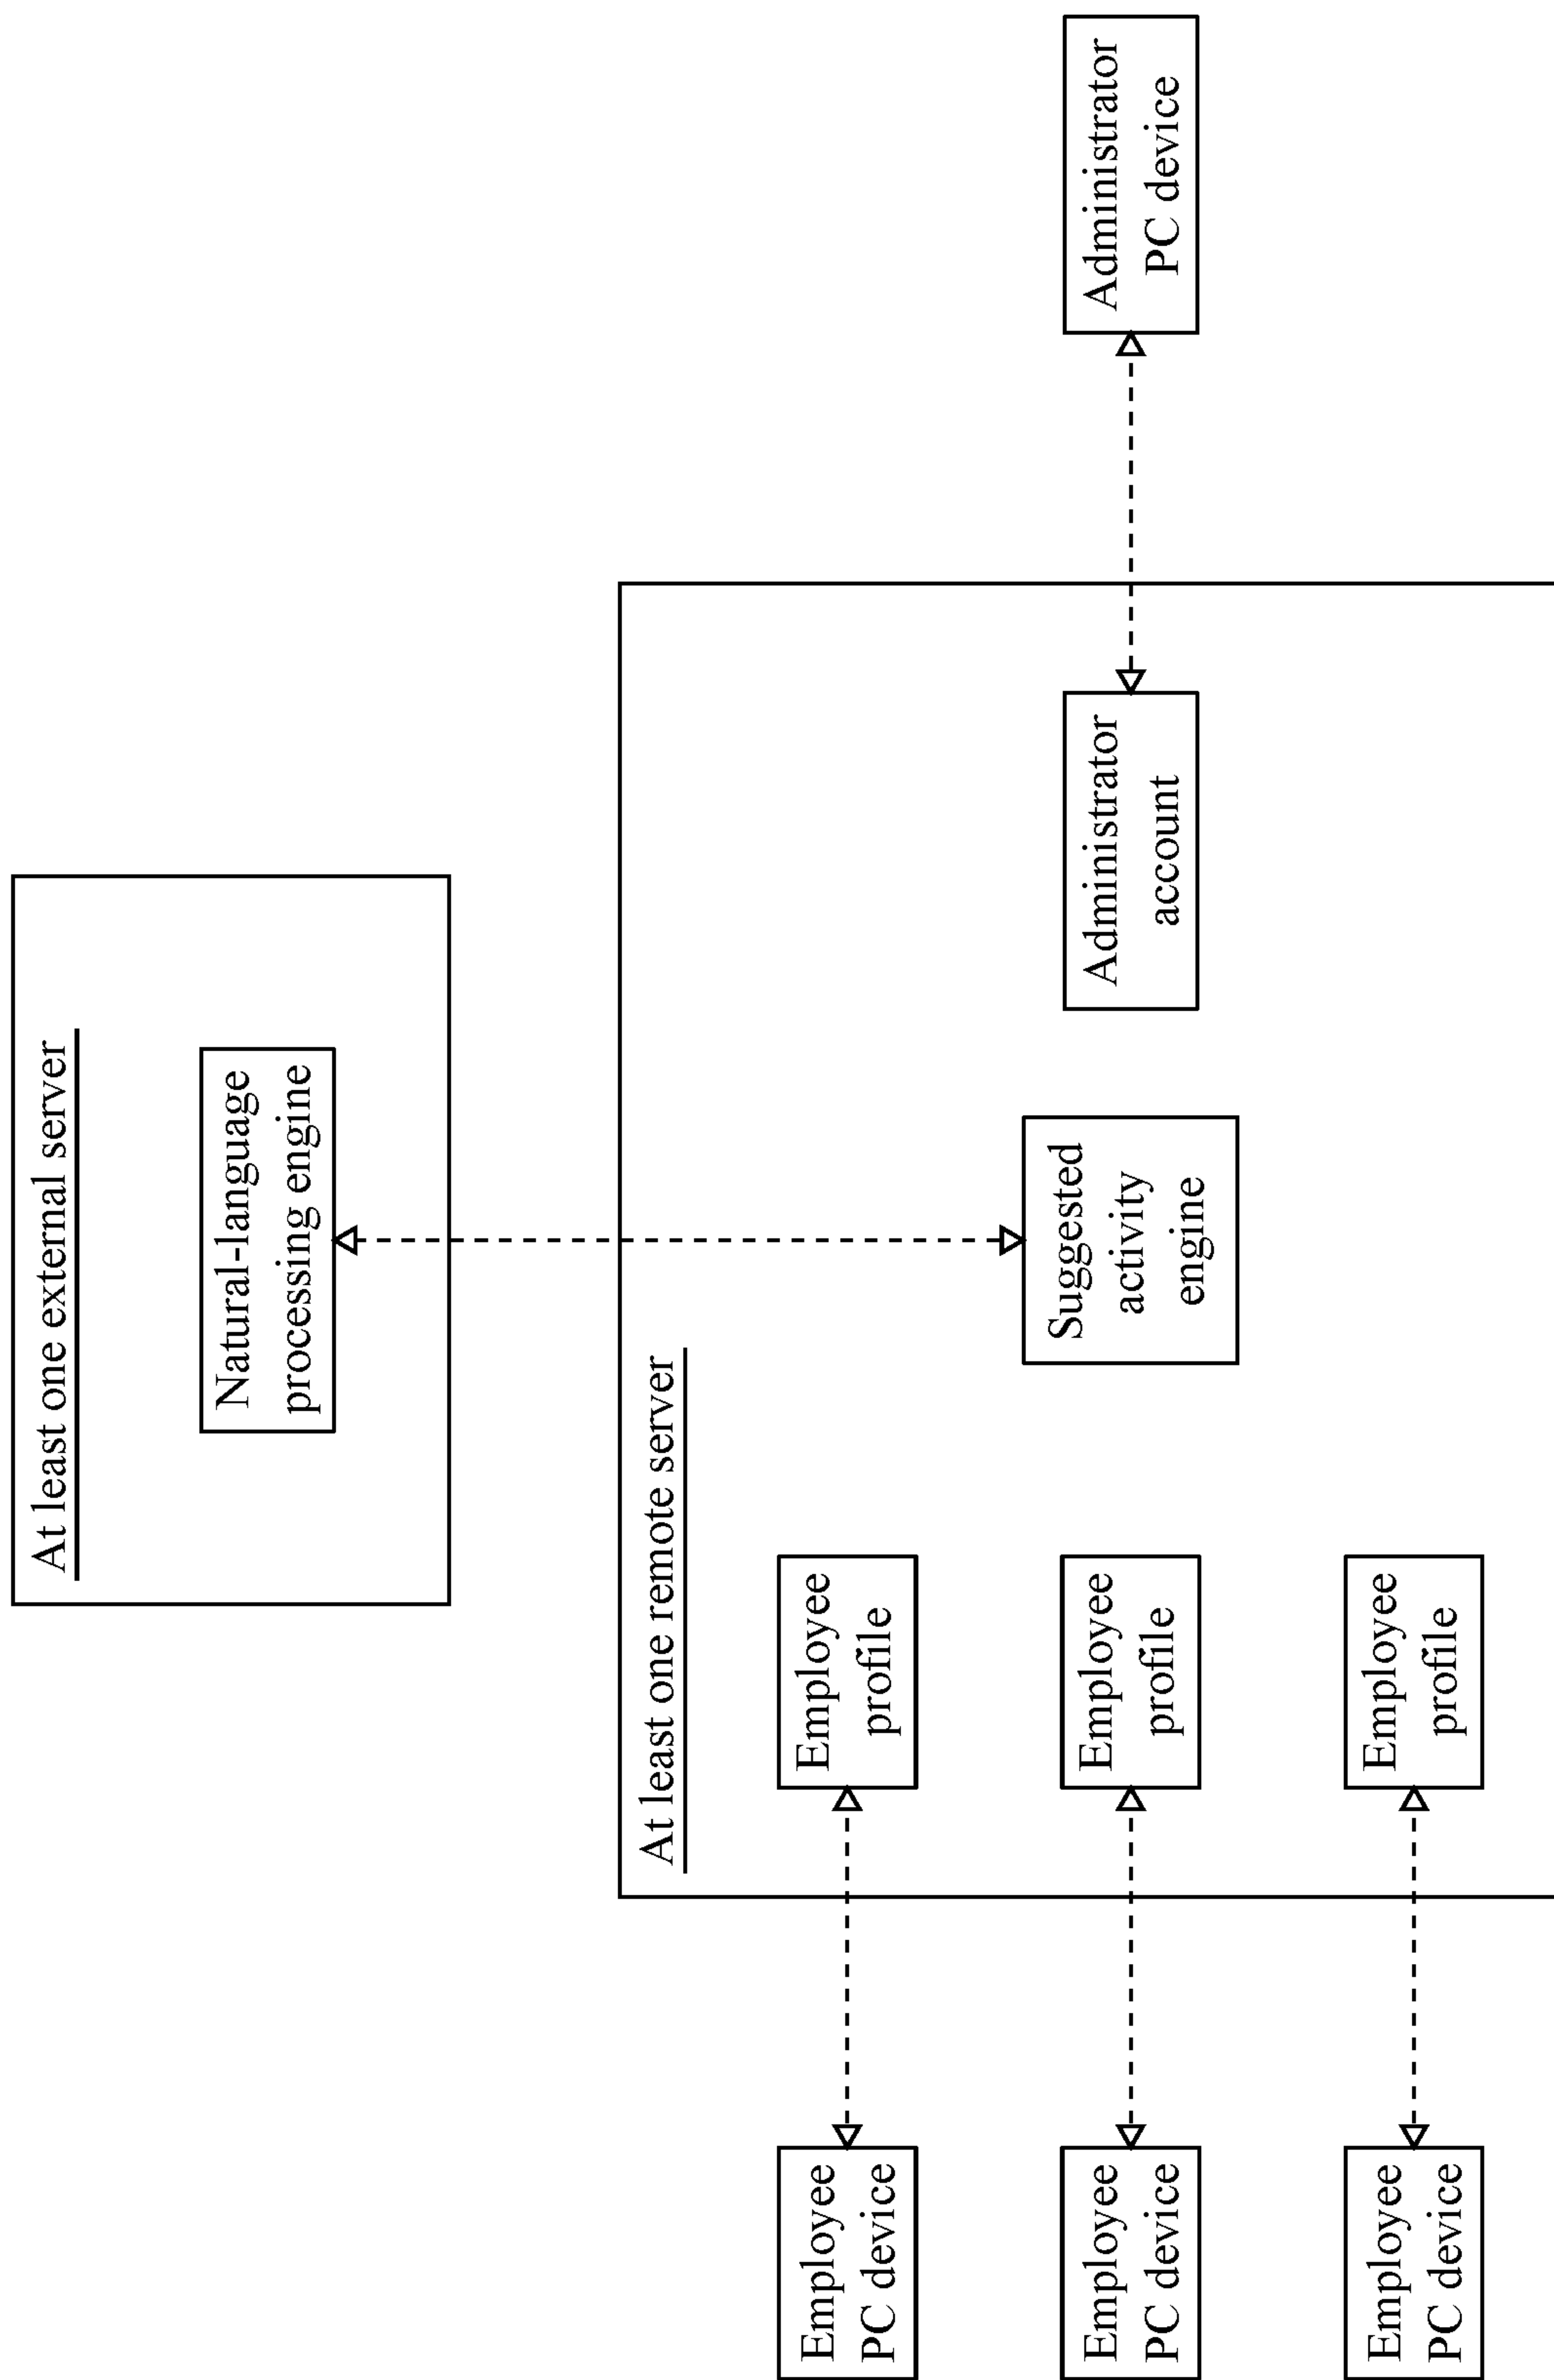 At least one external server
Natural-language
processing engine
At least one remote server
Employee
PC device
Employee
profile
Employee
PC device
Employee
profile
Suggested
activity
engine
Administrator
account
Administrator
PC device
Employee
PC device
Employee
profile